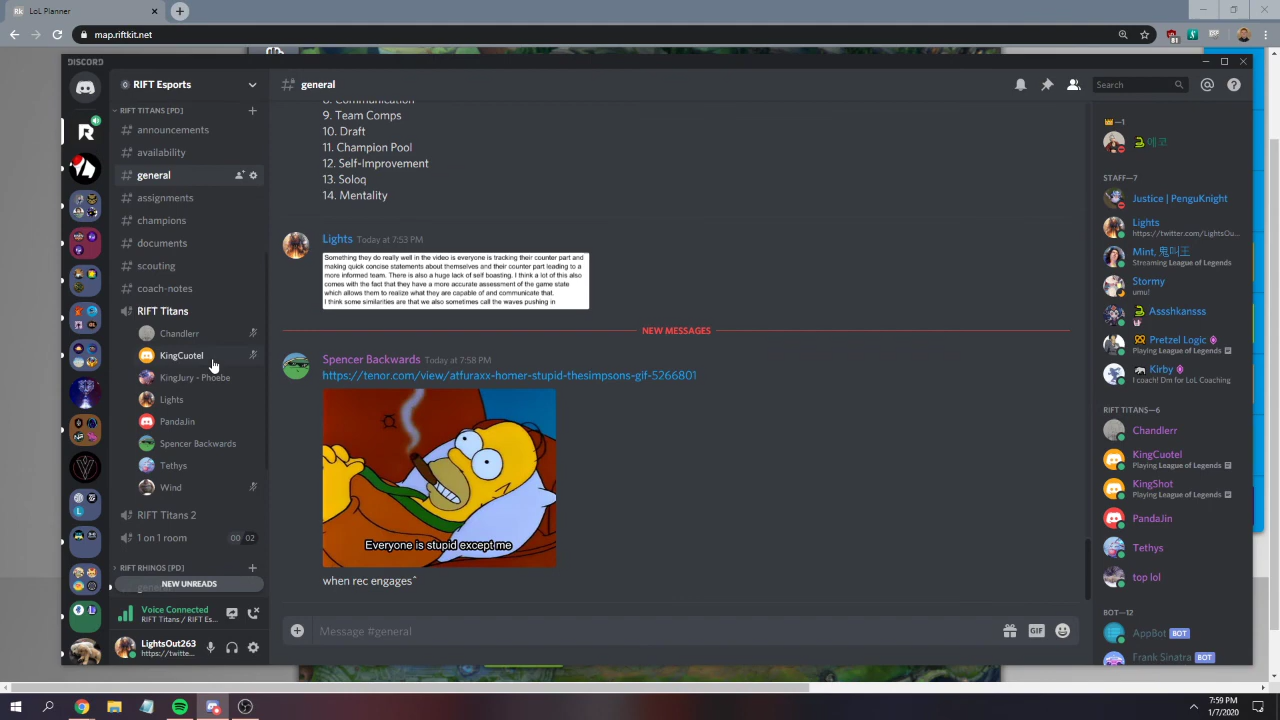 LoL Planner
map.riftkit.net
DISCORD
RIFT Esports
general
Search
RIFT TITANS [PD]
announcements
availability
general
assignments
champions
documents
scouting
coach-notes
RIFT Titans
Chandlerr
KingCuotel
KingJury - Phoebe
Lights
PandaJin
Spencer Backwards
Tethys
Wind
RIFT Titans 2
1 on 1 room
00 02
RIFT RHINOS [PD]
NEW UNREADS
Voice Connected
RIFT Titans / RIFT Es...
LightsOut263
https://twitte...
8. Communication
9. Team Comps
10. Draft
11. Champion Pool
12. Self-Improvement
13. Soloq
14. Mentality
Lights Today at 7:53 PM
Something they do really well in the video is everyone is tracking their counter part and
making quick concise statements about themselves and their counter part leading to a
more informed team. There is also a huge lack of self boasting. I think a lot of this also
comes with the fact that they have a more accurate assessment of the game state
which allows them to realize what they are capable of and communicate that.
I think some similarities are that we also sometimes call the waves pushing in
NEW MESSAGES
Spencer Backwards Today at 7:58 PM
https://tenor.com/view/atfuraxx-homer-stupid-thesimpsons-gif-5266801
Everyone is stupid except me
when rec engages^
Message #general
GIF
—1
에코
STAFF—7
Justice | PenguKnight
Lights
https://twitter.com/LightsOu...
Mint, 鬼叫王
Streaming League of Legends
Stormy
umu!
Assshkansss
Pretzel Logic
Playing League of Legends
Kirby
I coach! Dm for LoL Coaching
RIFT TITANS—6
Chandlerr
KingCuotel
Playing League of Legends
KingShot
Playing League of Legends
PandaJin
Tethys
top lol
BOT—12
AppBot BOT
Frank Sinatra BOT
7:59 PM
1/7/2020